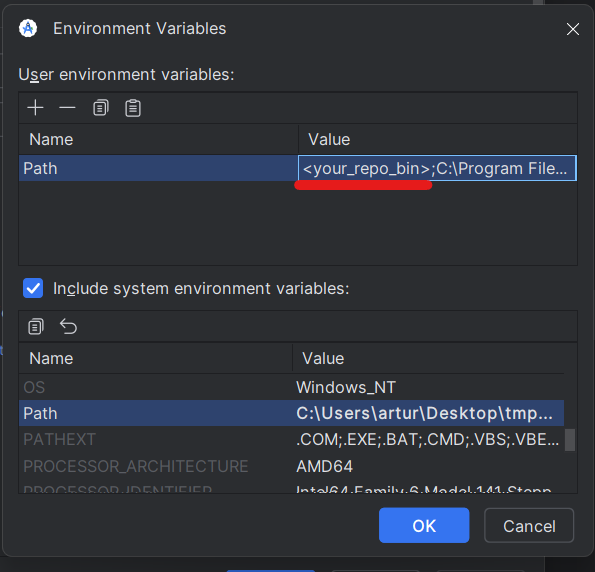 Environment Variables
User environment variables:
Name Value
Path <your_repo_bin>;C:\Program File...
Include system environment variables:
Name Value
OS Windows_NT
Path C:\Users\artur\Desktop\tmp...
PATHEXT .COM;.EXE;.BAT;.CMD;.VBS;.VBE...
PROCESSOR_ARCHITECTURE AMD64
PROCESSOR_IDENTIFIER Intel64 Family 6 Model 141 Stepp
OK Cancel